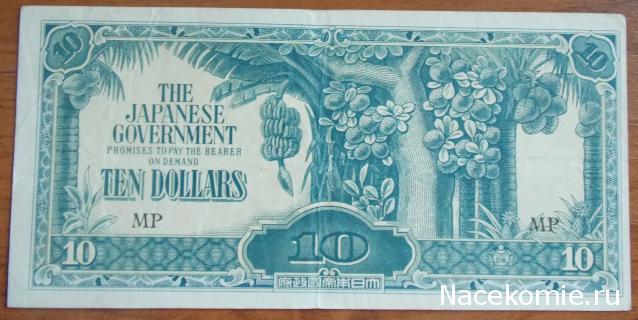 10
10
THE
JAPANESE
GOVERNMENT
PROMISES TO PAY THE BEARER
ON DEMAND
TEN DOLLARS
MP
MP
10
10
10
府政國帝本日大
Nacekomie.ru